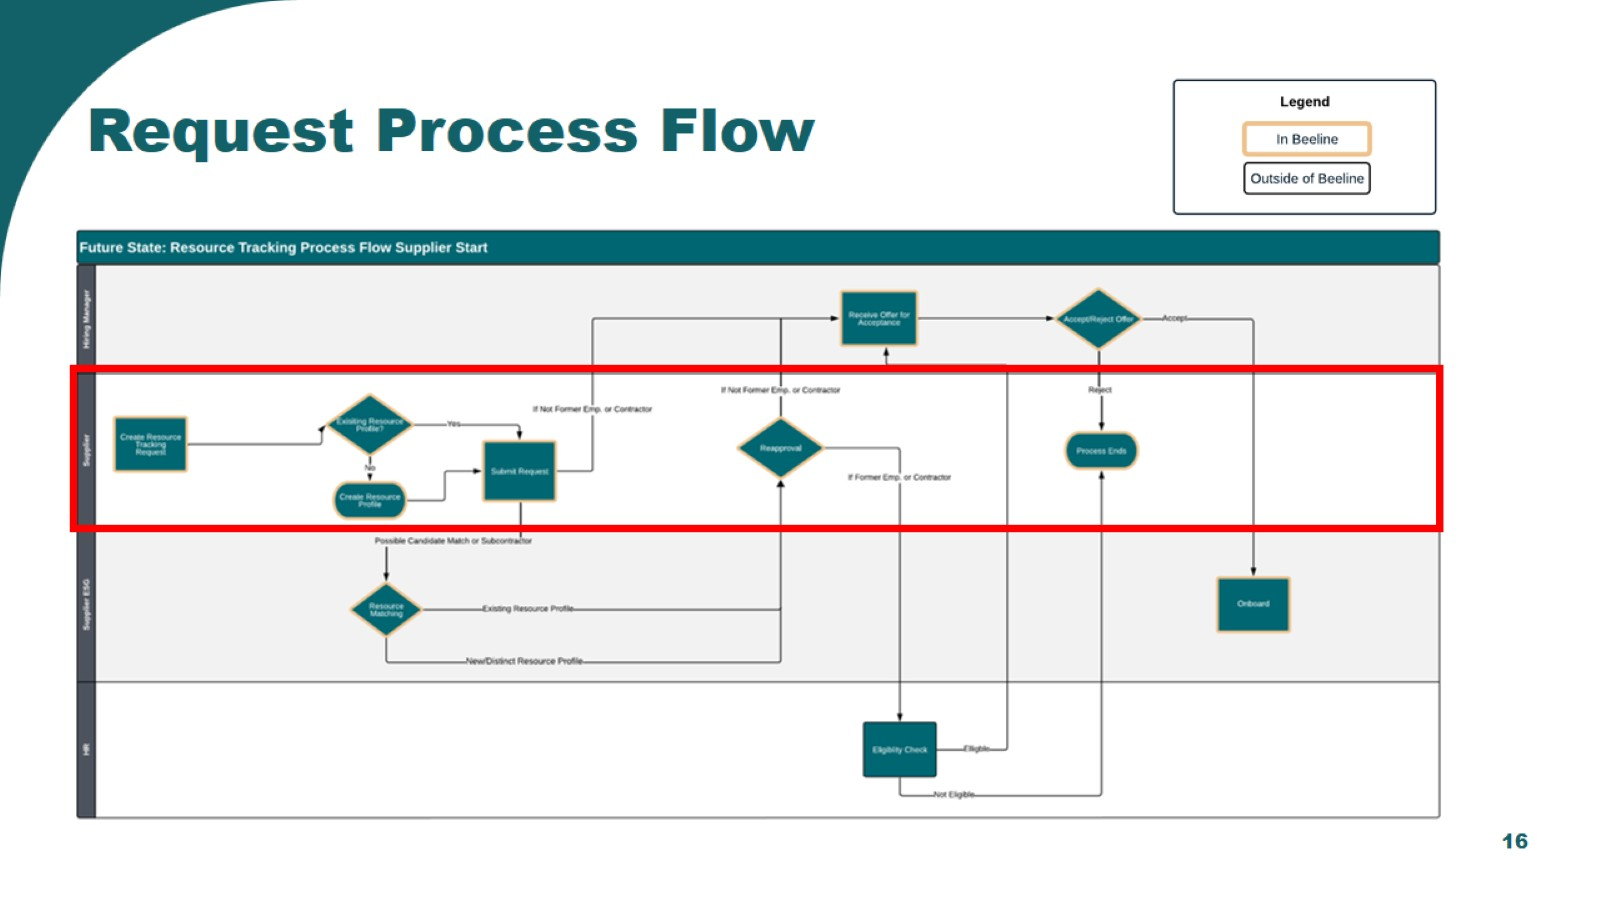 Request Process Flow
Legend
In Beeline
Outside of Beeline
Future State: Resource Tracking Process Flow Supplier Start
Hiring Manager
Receive Offer for
Acceptance
Accept/Reject Offer
Accept
Supplier
Create Resource
Tracking
Request
Exisiting Resource
Profile?
Yes
No
Create Resource
Profile
Submit Request
If Not Former Emp. or Contractor
If Not Former Emp. or Contractor
Reapproval
If Former Emp. or Contractor
Reject
Process Ends
Supplier ESG
Possible Candidate Match or Subcontractor
Resource
Matching
Existing Resource Profile
New/Distinct Resource Profile
Onboard
HR
Eligibility Check
Eligible
Not Eligible
16